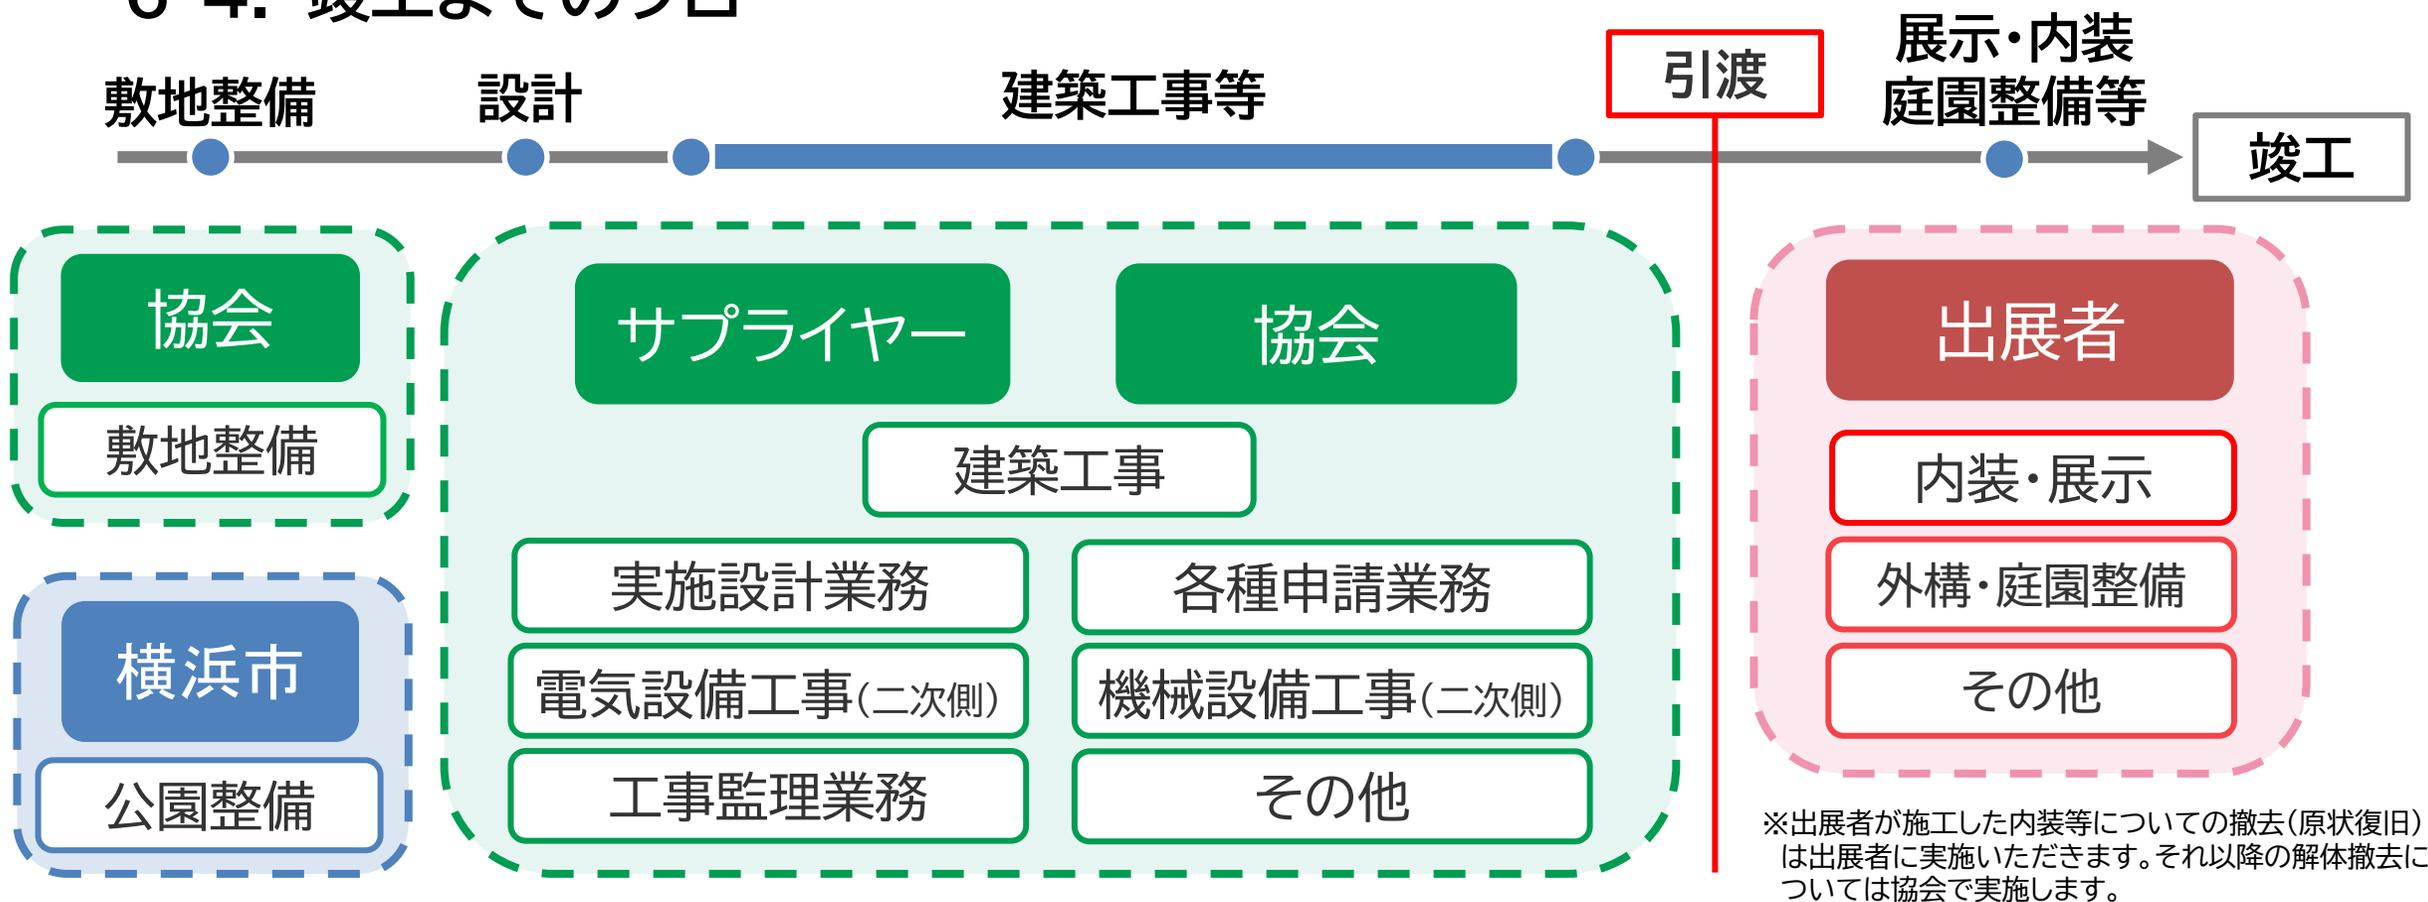 竣工までのフロー
敷地整備
設計
建築工事等
引渡
展示・内装
庭園整備等
竣工
協会
敷地整備
横浜市
公園整備
サプライヤー
協会
建築工事
実施設計業務
各種申請業務
電気設備工事（二次側）
機械設備工事（二次側）
工事監理業務
その他
出展者
内装・展示
外構・庭園整備
その他
※出展者が施工した内装等についての撤去（原状復旧）
は出展者に実施いただきます。それ以降の解体撤去に
ついては協会で実施します。